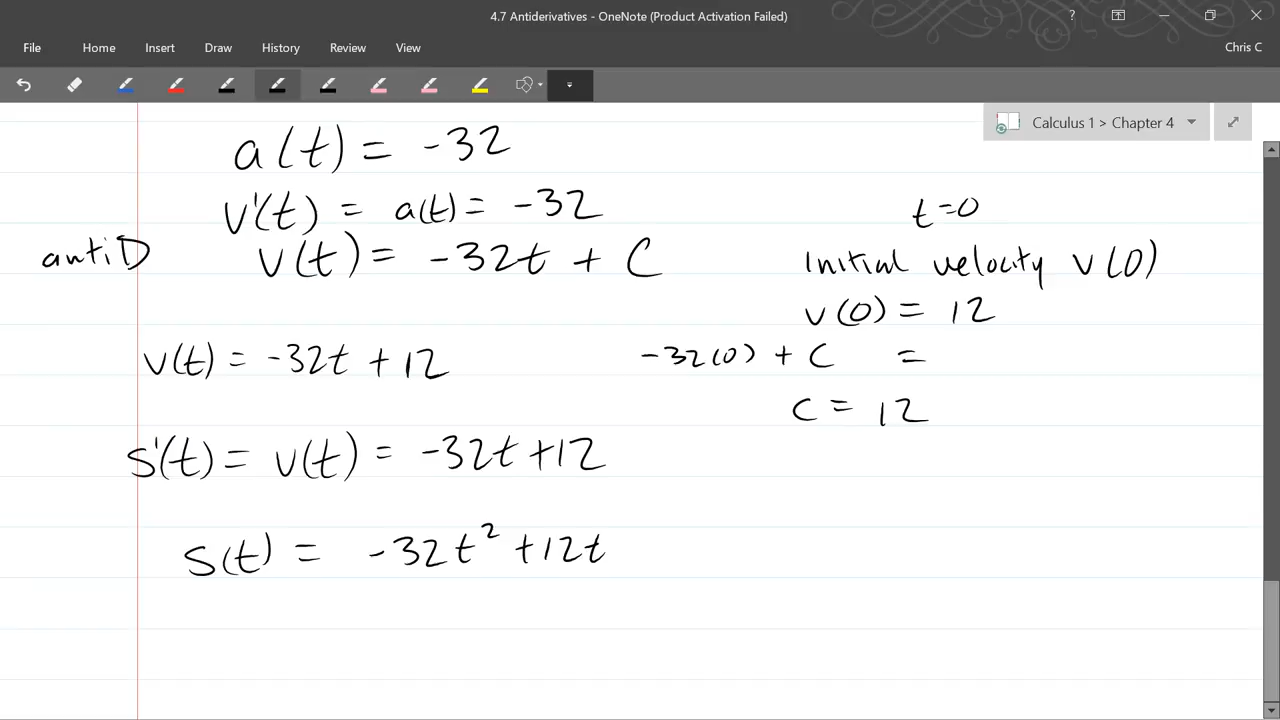 4.7 Antiderivatives - OneNote (Product Activation Failed)
File Home Insert Draw History Review View Chris C
Calculus 1 > Chapter 4
a(t) = -32
v'(t) = a(t) = -32
t=0
antiD v(t) = -32t + C
Initial velocity v(0)
v(0) = 12
v(t) = -32t + 12
-32(0) + C =
C = 12
s'(t) = v(t) = -32t +12
s(t) = -32t² +12t